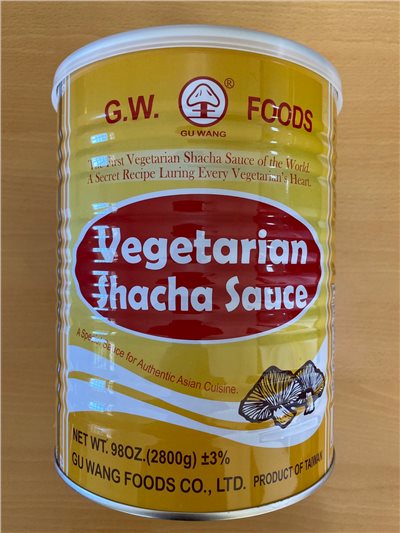 G.W. ® FOODS
GU WANG
The First Vegetarian Shacha Sauce of the World.
A Secret Recipe Luring Every Vegetarian's Heart.
Vegetarian
Shacha Sauce
A Special Sauce for Authentic Asian Cuisine.
NET WT. 98OZ.(2800g) ±3%
GU WANG FOODS CO., LTD. PRODUCT OF TAIWAN